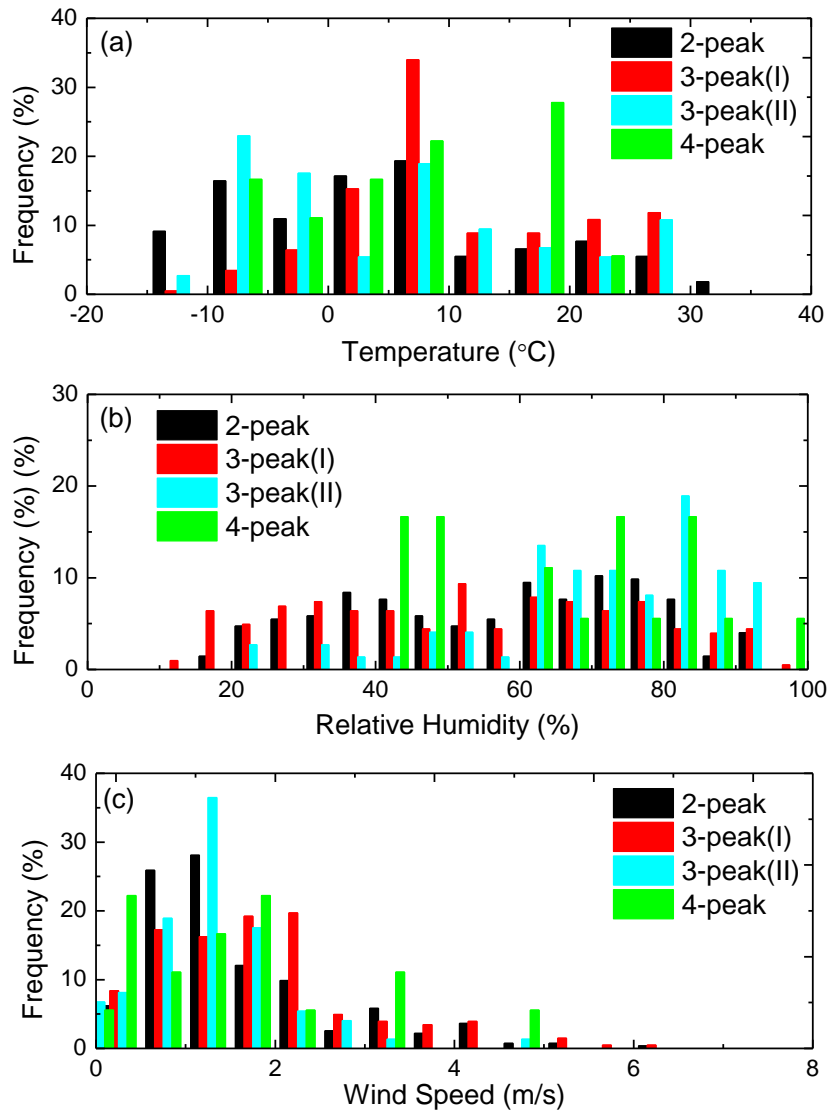 (a)
2-peak
3-peak(I)
3-peak(II)
4-peak
40
30
20
10
0
Frequency (%)
-20 -10 0 10 20 30 40
Temperature (°C)
(b)
2-peak
3-peak(I)
3-peak(II)
4-peak
30
20
10
0
Frequency (%) (%)
0 20 40 60 80 100
Relative Humidity (%)
(c)
2-peak
3-peak(I)
3-peak(II)
4-peak
40
30
20
10
0
Frequency (%)
0 2 4 6 8
Wind Speed (m/s)